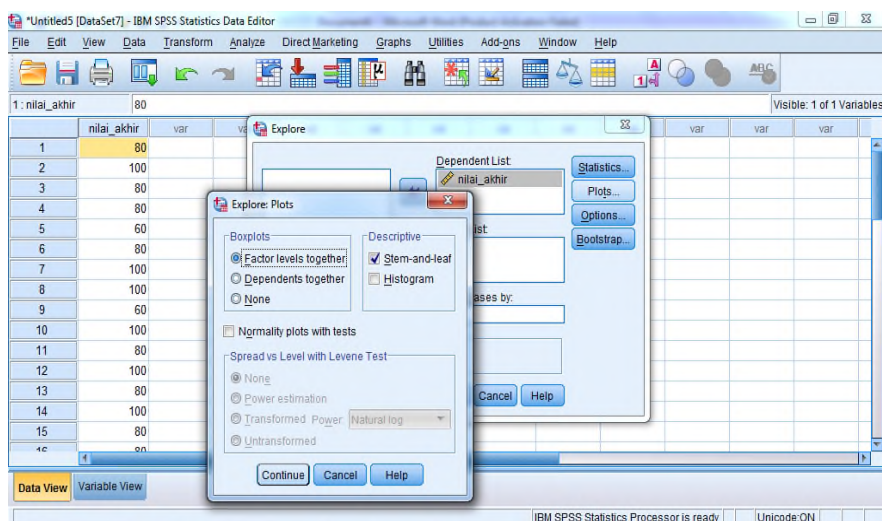 *Untitled5 [DataSet7] - IBM SPSS Statistics Data Editor
File Edit View Data Transform Analyze Direct Marketing Graphs Utilities Add-ons Window Help
1 : nilai_akhir 80 Visible: 1 of 1 Variables
nilai_akhir var var var var
1 80
2 100
3 80
4 80
5 60
6 80
7 100
8 100
9 60
10 100
11 80
12 100
13 80
14 100
15 80
16 80
Explore
Dependent List:
nilai_akhir
Statistics...
Plots...
Options...
Bootstrap...
Cancel Help
Explore: Plots
Boxplots
Factor levels together
Dependents together
None
Descriptive
Stem-and-leaf
Histogram
Normality plots with tests
Spread vs Level with Levene Test
None
Power estimation
Transformed Power: Natural log
Untransformed
Continue Cancel Help
Data View Variable View
IBM SPSS Statistics Processor is ready Unicode:ON